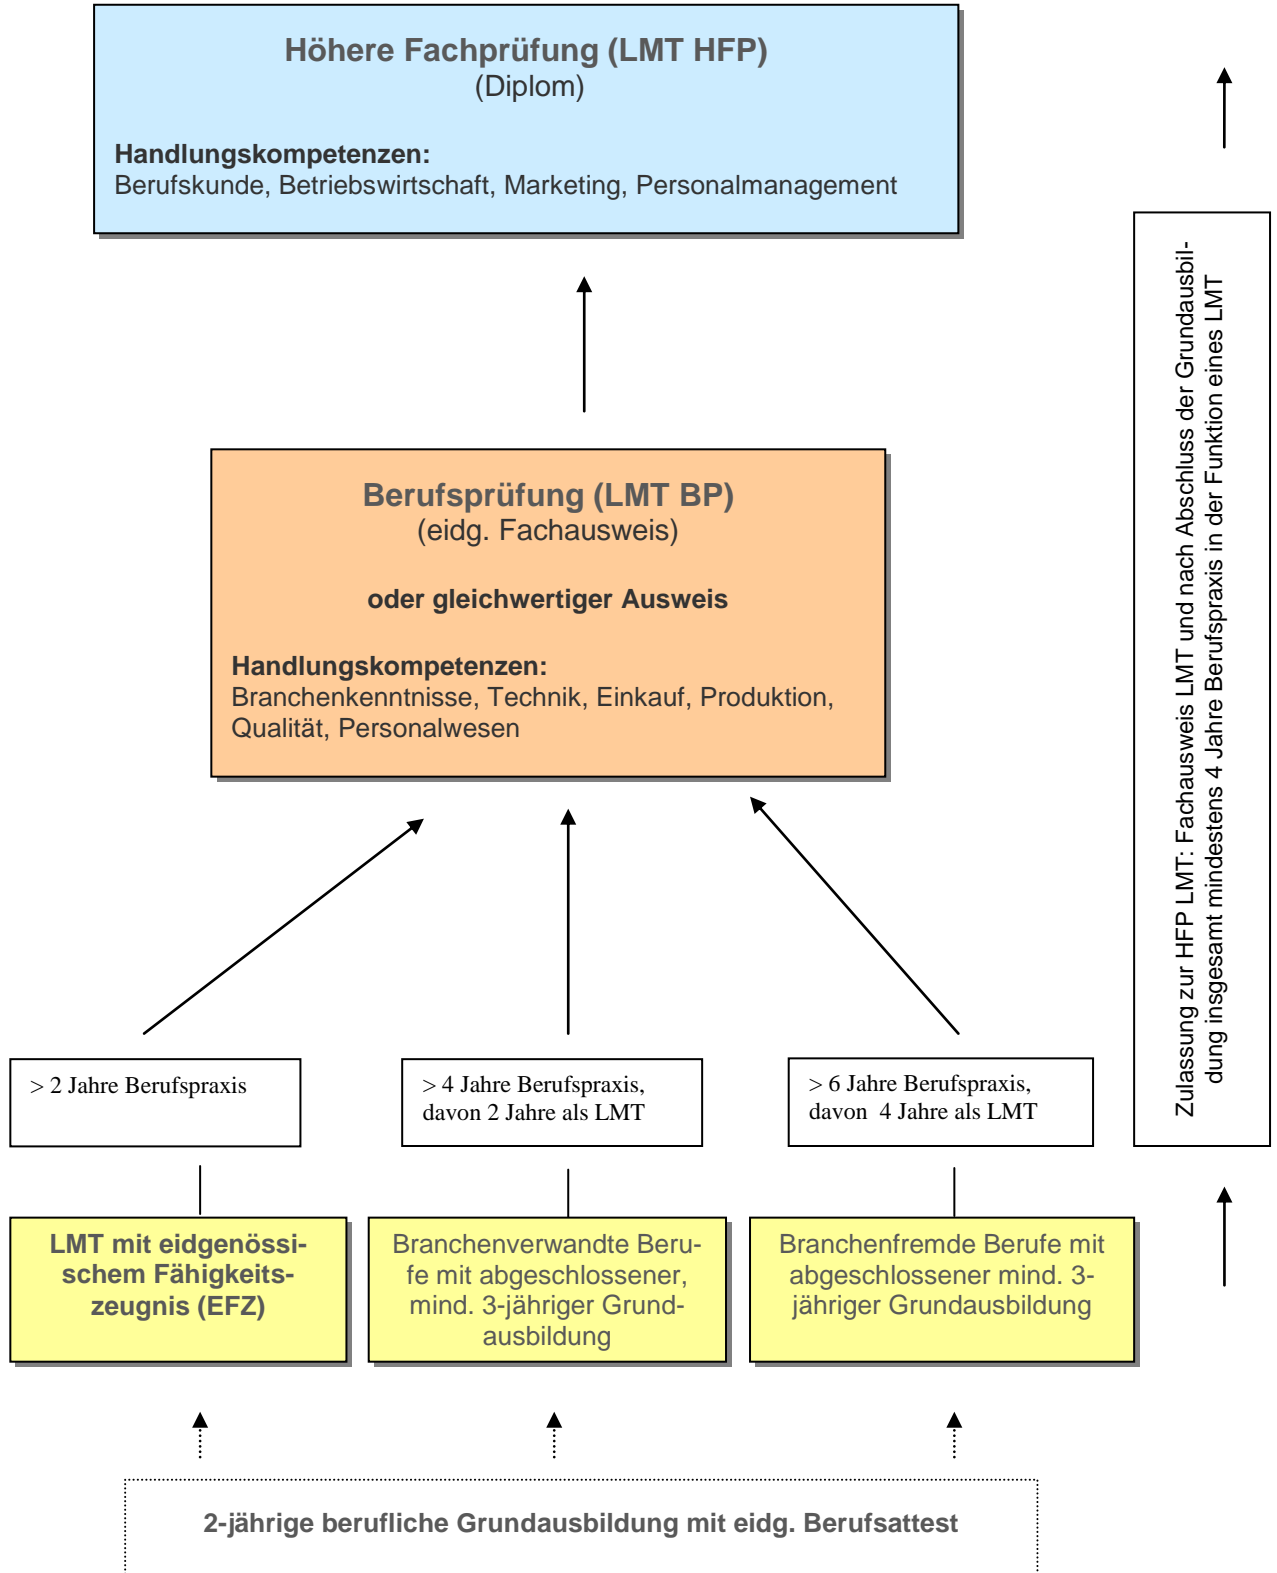 Höhere Fachprüfung (LMT HFP)
(Diplom)
Handlungskompetenzen:
Berufskunde, Betriebswirtschaft, Marketing, Personalmanagement
Zulassung zur HFP LMT: Fachausweis LMT und nach Abschluss der Grundausbil-
dung insgesamt mindestens 4 Jahre Berufspraxis in der Funktion eines LMT
Berufsprüfung (LMT BP)
(eidg. Fachausweis)
oder gleichwertiger Ausweis
Handlungskompetenzen:
Branchenkenntnisse, Technik, Einkauf, Produktion,
Qualität, Personalwesen
> 2 Jahre Berufspraxis
> 4 Jahre Berufspraxis,
davon 2 Jahre als LMT
> 6 Jahre Berufspraxis,
davon  4 Jahre als LMT
LMT mit eidgenössi-
schem Fähigkeits-
zeugnis (EFZ)
Branchenverwandte Beru-
fe mit abgeschlossener,
mind. 3-jähriger Grund-
ausbildung
Branchenfremde Berufe mit
abgeschlossener mind. 3-
jähriger Grundausbildung
2-jährige berufliche Grundausbildung mit eidg. Berufsattest